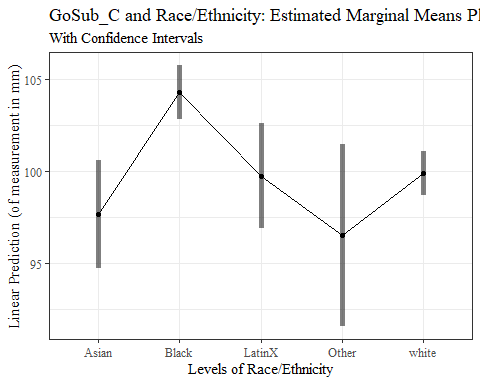 GoSub_C and Race/Ethnicity: Estimated Marginal Means
With Confidence Intervals
Linear Prediction (of measurement in mm)
105
100
95
Asian Black LatinX Other white
Levels of Race/Ethnicity